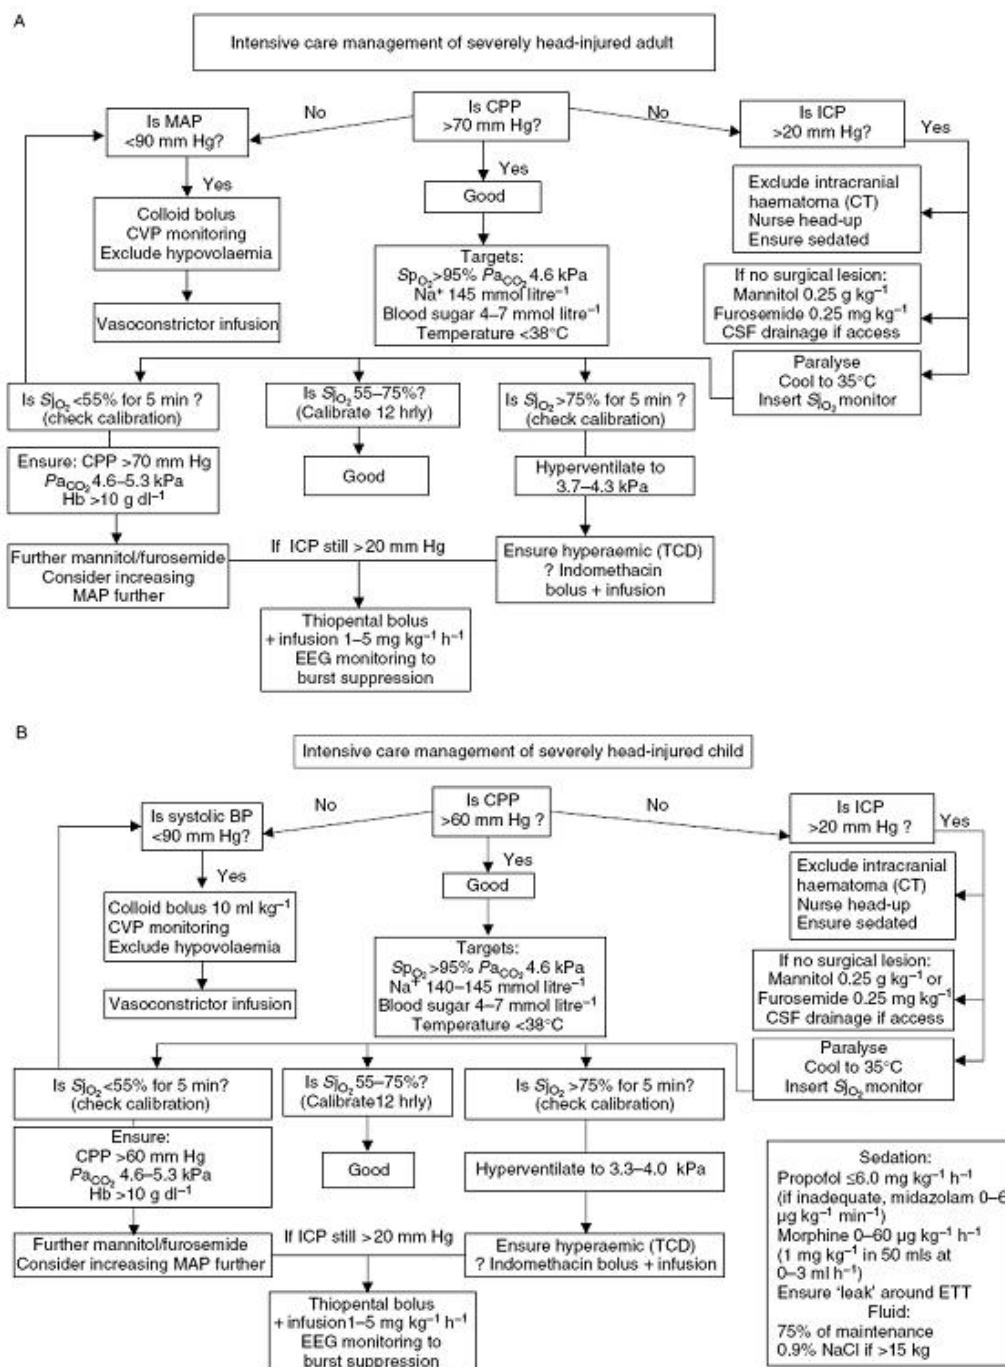 A
Intensive care management of severely head-injured adult
Is MAP
<90 mm Hg?
No
Is CPP
>70 mm Hg?
No
Is ICP
>20 mm Hg?
Yes
Yes
Colloid bolus
CVP monitoring
Exclude hypovolaemia
Vasoconstrictor infusion
Yes
Good
Targets:
SpO₂>95% PaCO₂ 4.6 kPa
Na⁺ 145 mmol litre⁻¹
Blood sugar 4–7 mmol litre⁻¹
Temperature <38°C
Exclude intracranial
haematoma (CT)
Nurse head-up
Ensure sedated
If no surgical lesion:
Mannitol 0.25 g kg⁻¹
Furosemide 0.25 mg kg⁻¹
CSF drainage if access
Paralyse
Cool to 35°C
Insert SjO₂ monitor
Is SjO₂<55% for 5 min ?
(check calibration)
Is SjO₂ 55–75%?
(Calibrate 12 hrly)
Is SjO₂>75% for 5 min ?
(check calibration)
Ensure: CPP >70 mm Hg
PaCO₂ 4.6–5.3 kPa
Hb >10 g dl⁻¹
Good
Hyperventilate to
3.7–4.3 kPa
Further mannitol/furosemide
Consider increasing
MAP further
If ICP still >20 mm Hg
Ensure hyperaemic (TCD)
? Indomethacin
bolus + infusion
Thiopental bolus
+ infusion 1–5 mg kg⁻¹ h⁻¹
EEG monitoring to
burst suppression
B
Intensive care management of severely head-injured child
Is systolic BP
<90 mm Hg?
No
Is CPP
>60 mm Hg ?
No
Is ICP
>20 mm Hg ?
Yes
Yes
Colloid bolus 10 ml kg⁻¹
CVP monitoring
Exclude hypovolaemia
Vasoconstrictor infusion
Yes
Good
Targets:
SpO₂>95% PaCO₂ 4.6 kPa
Na⁺ 140–145 mmol litre⁻¹
Blood sugar 4–7 mmol litre⁻¹
Temperature <38°C
Exclude intracranial
haematoma (CT)
Nurse head-up
Ensure sedated
If no surgical lesion:
Mannitol 0.25 g kg⁻¹ or
Furosemide 0.25 mg kg⁻¹
CSF drainage if access
Paralyse
Cool to 35°C
Insert SjO₂ monitor
Is SjO₂<55% for 5 min?
(check calibration)
Is SjO₂ 55–75%?
(Calibrate12 hrly)
Is SjO₂ >75% for 5 min?
(check calibration)
Ensure:
CPP >60 mm Hg
PaCO₂ 4.6–5.3 kPa
Hb >10 g dl⁻¹
Good
Hyperventilate to 3.3–4.0 kPa
Further mannitol/furosemide
Consider increasing MAP further
If ICP still >20 mm Hg
Ensure hyperaemic (TCD)
? Indomethacin bolus + infusion
Thiopental bolus
+ infusion1–5 mg kg⁻¹ h⁻¹
EEG monitoring to
burst suppression
Sedation:
Propofol ≤6.0 mg kg⁻¹ h⁻¹
(if inadequate, midazolam 0–6
µg kg⁻¹ min⁻¹)
Morphine 0–60 µg kg⁻¹ h⁻¹
(1 mg kg⁻¹ in 50 mls at
0–3 ml h⁻¹)
Ensure ‘leak’ around ETT
Fluid:
75% of maintenance
0.9% NaCl if >15 kg